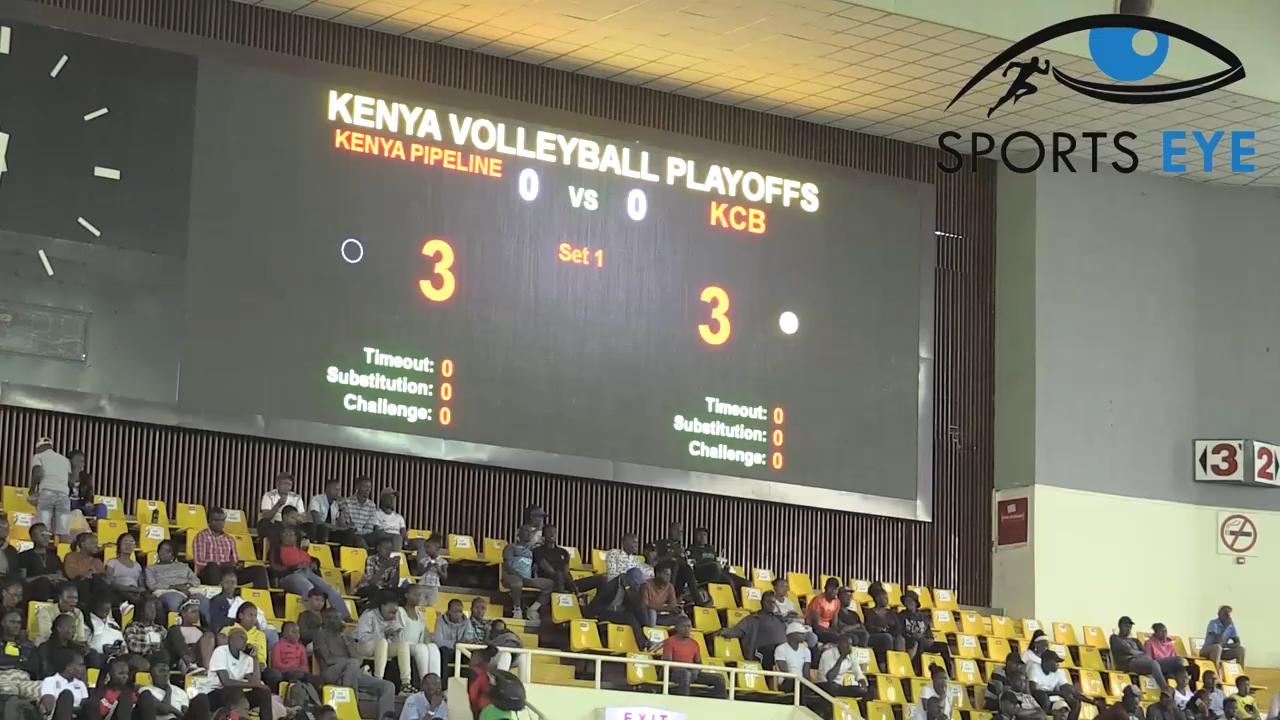 SPORTS EYE
KENYA VOLLEYBALL PLAYOFFS
KENYA PIPELINE 0 VS 0 KCB
Set 1
3 3
Timeout: 0
Substitution: 0
Challenge: 0
Timeout: 0
Substitution: 0
Challenge: 0
3 2
EXIT